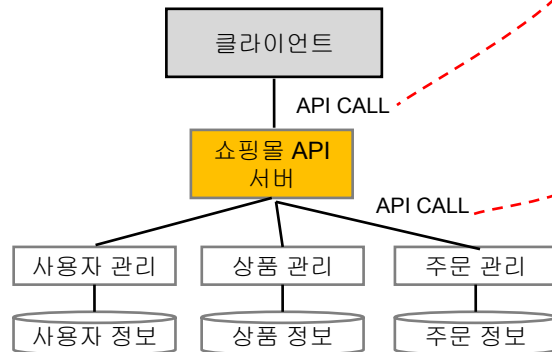 클라이언트
API CALL
쇼핑몰 API
서버
API CALL
사용자 관리
상품 관리
주문 관리
사용자 정보
상품 정보
주문 정보